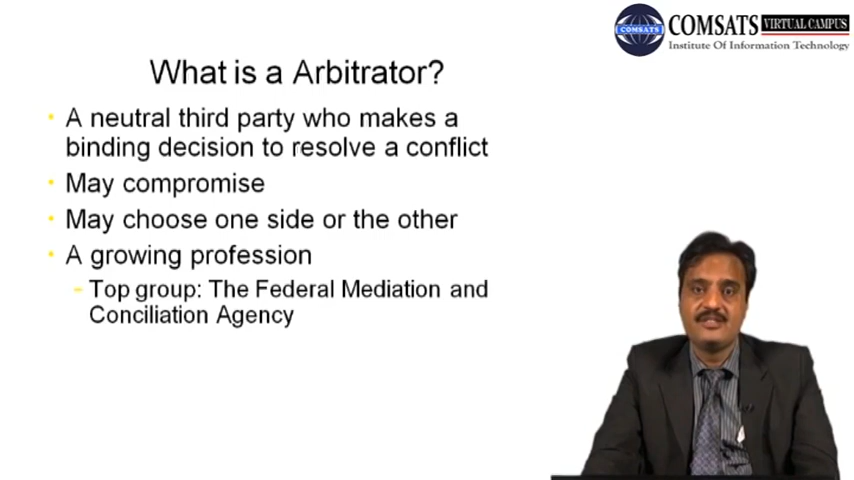 COMSATS
COMSATS VIRTUAL CAMPUS
Institute Of Information Technology
What is a Arbitrator?
• A neutral third party who makes a
binding decision to resolve a conflict
• May compromise
• May choose one side or the other
• A growing profession
– Top group: The Federal Mediation and
Conciliation Agency